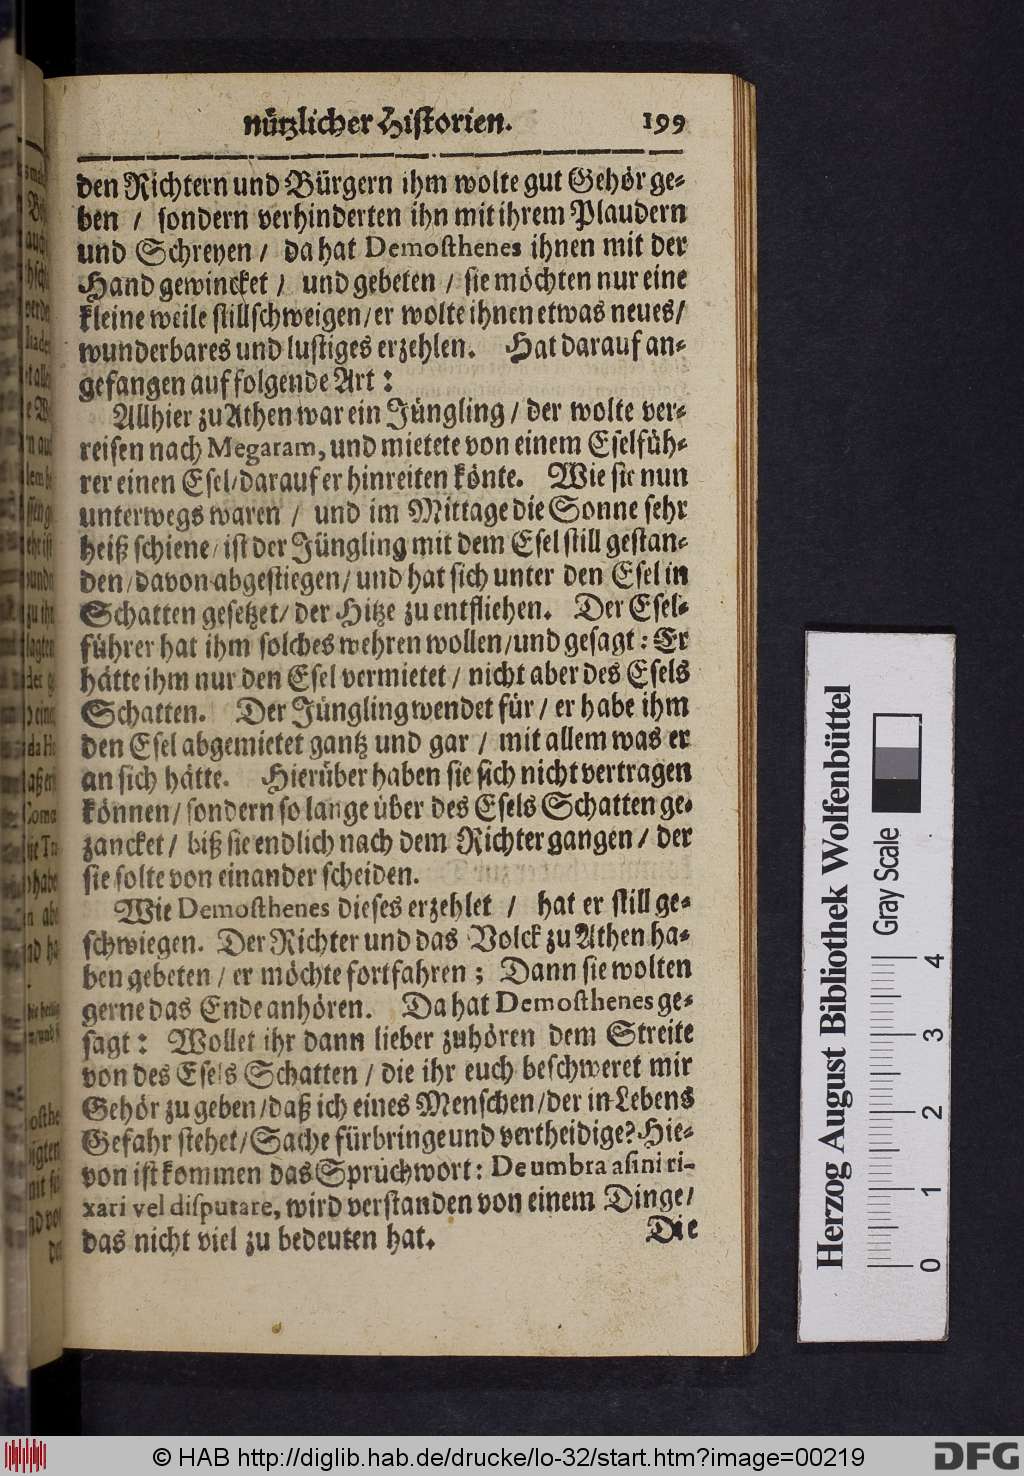 nützlicher Historien. 199
den Richtern und Bürgern ihm wolte gut Gehör ge-
ben / sondern verhinderten ihn mit ihrem Plaudern
und Schreyen / da hat Demosthenes ihnen mit der
Hand gewincket / und gebeten / sie möchten nur eine
kleine weile still schweigen / er wolte ihnen etwas neues /
wunderbares und lustiges erzehlen. Hat darauf an-
gefangen auf folgende Art:
Allhier zu Athen war ein Jüngling / der wolte ver-
reisen nach Megaram, und mietete von einem Eselfüh-
rer einen Esel / darauf er hinreiten könte. Wie sie nun
unterwegs waren / und im Mittage die Sonne sehr
heiß schiene / ist der Jüngling mit dem Esel still gestan-
den / davon abgestiegen / und hat sich unter den Esel in
Schatten gesetzet / der Hitze zu entfliehen. Der Esel-
führer hat ihm solches wehren wollen / und gesagt: Er
hätte ihm nur den Esel vermietet / nicht aber des Esels
Schatten. Der Jüngling wendet für / er habe ihm
den Esel abgemietet gantz und gar / mit allem was er
an sich hätte. Hierüber haben sie sich nicht vertragen
können / sondern so lange über des Esels Schatten ge-
zancket / biß sie endlich nach dem Richter gangen / der
sie solte von einander scheiden.
Wie Demosthenes dieses erzehlet / hat er still ge-
schwiegen. Der Richter und das Volck zu Athen ha-
ben gebeten / er möchte fortfahren; Dann sie wolten
gerne das Ende anhören. Da hat Demosthenes ge-
sagt: Wollet ihr dann lieber zuhören dem Streite
von des Esels Schatten / die ihr euch beschweret mir
Gehör zu geben / daß ich eines Menschen / der in Lebens
Gefahr stehet / Sache fürbringe und vertheidige? Hie-
von ist kommen das Sprüchwort: De umbra asini ri-
xari vel disputare, wird verstanden von einem Dinge /
das nicht viel zu bedeuten hat.
Die
Herzog August Bibliothek Wolfenbüttel
Gray Scale
0 1 2 3 4
© HAB http://diglib.hab.de/drucke/lo-32/start.htm?image=00219
DFG